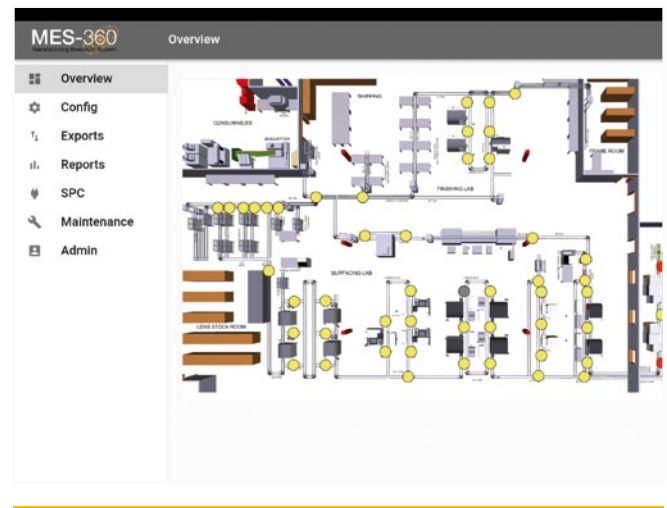 MES-360
Manufacturing Execution System
Overview
Overview
Config
Exports
Reports
SPC
Maintenance
Admin
SHIPPING
CONSUMABLES
FRAME ROOM
FINISHING LAB
SURFACING LAB
LENS STOCK ROOM